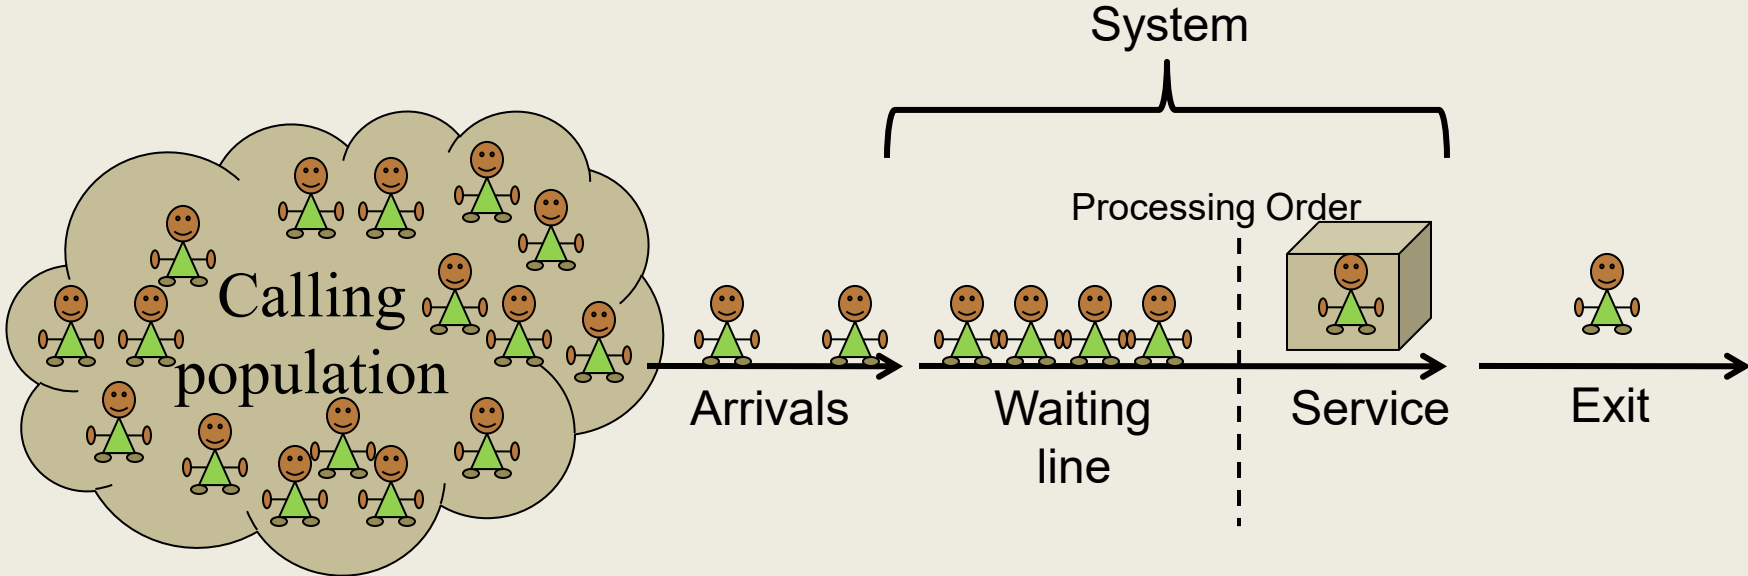 System
Processing Order
Calling
population
Arrivals
Waiting
line
Service
Exit